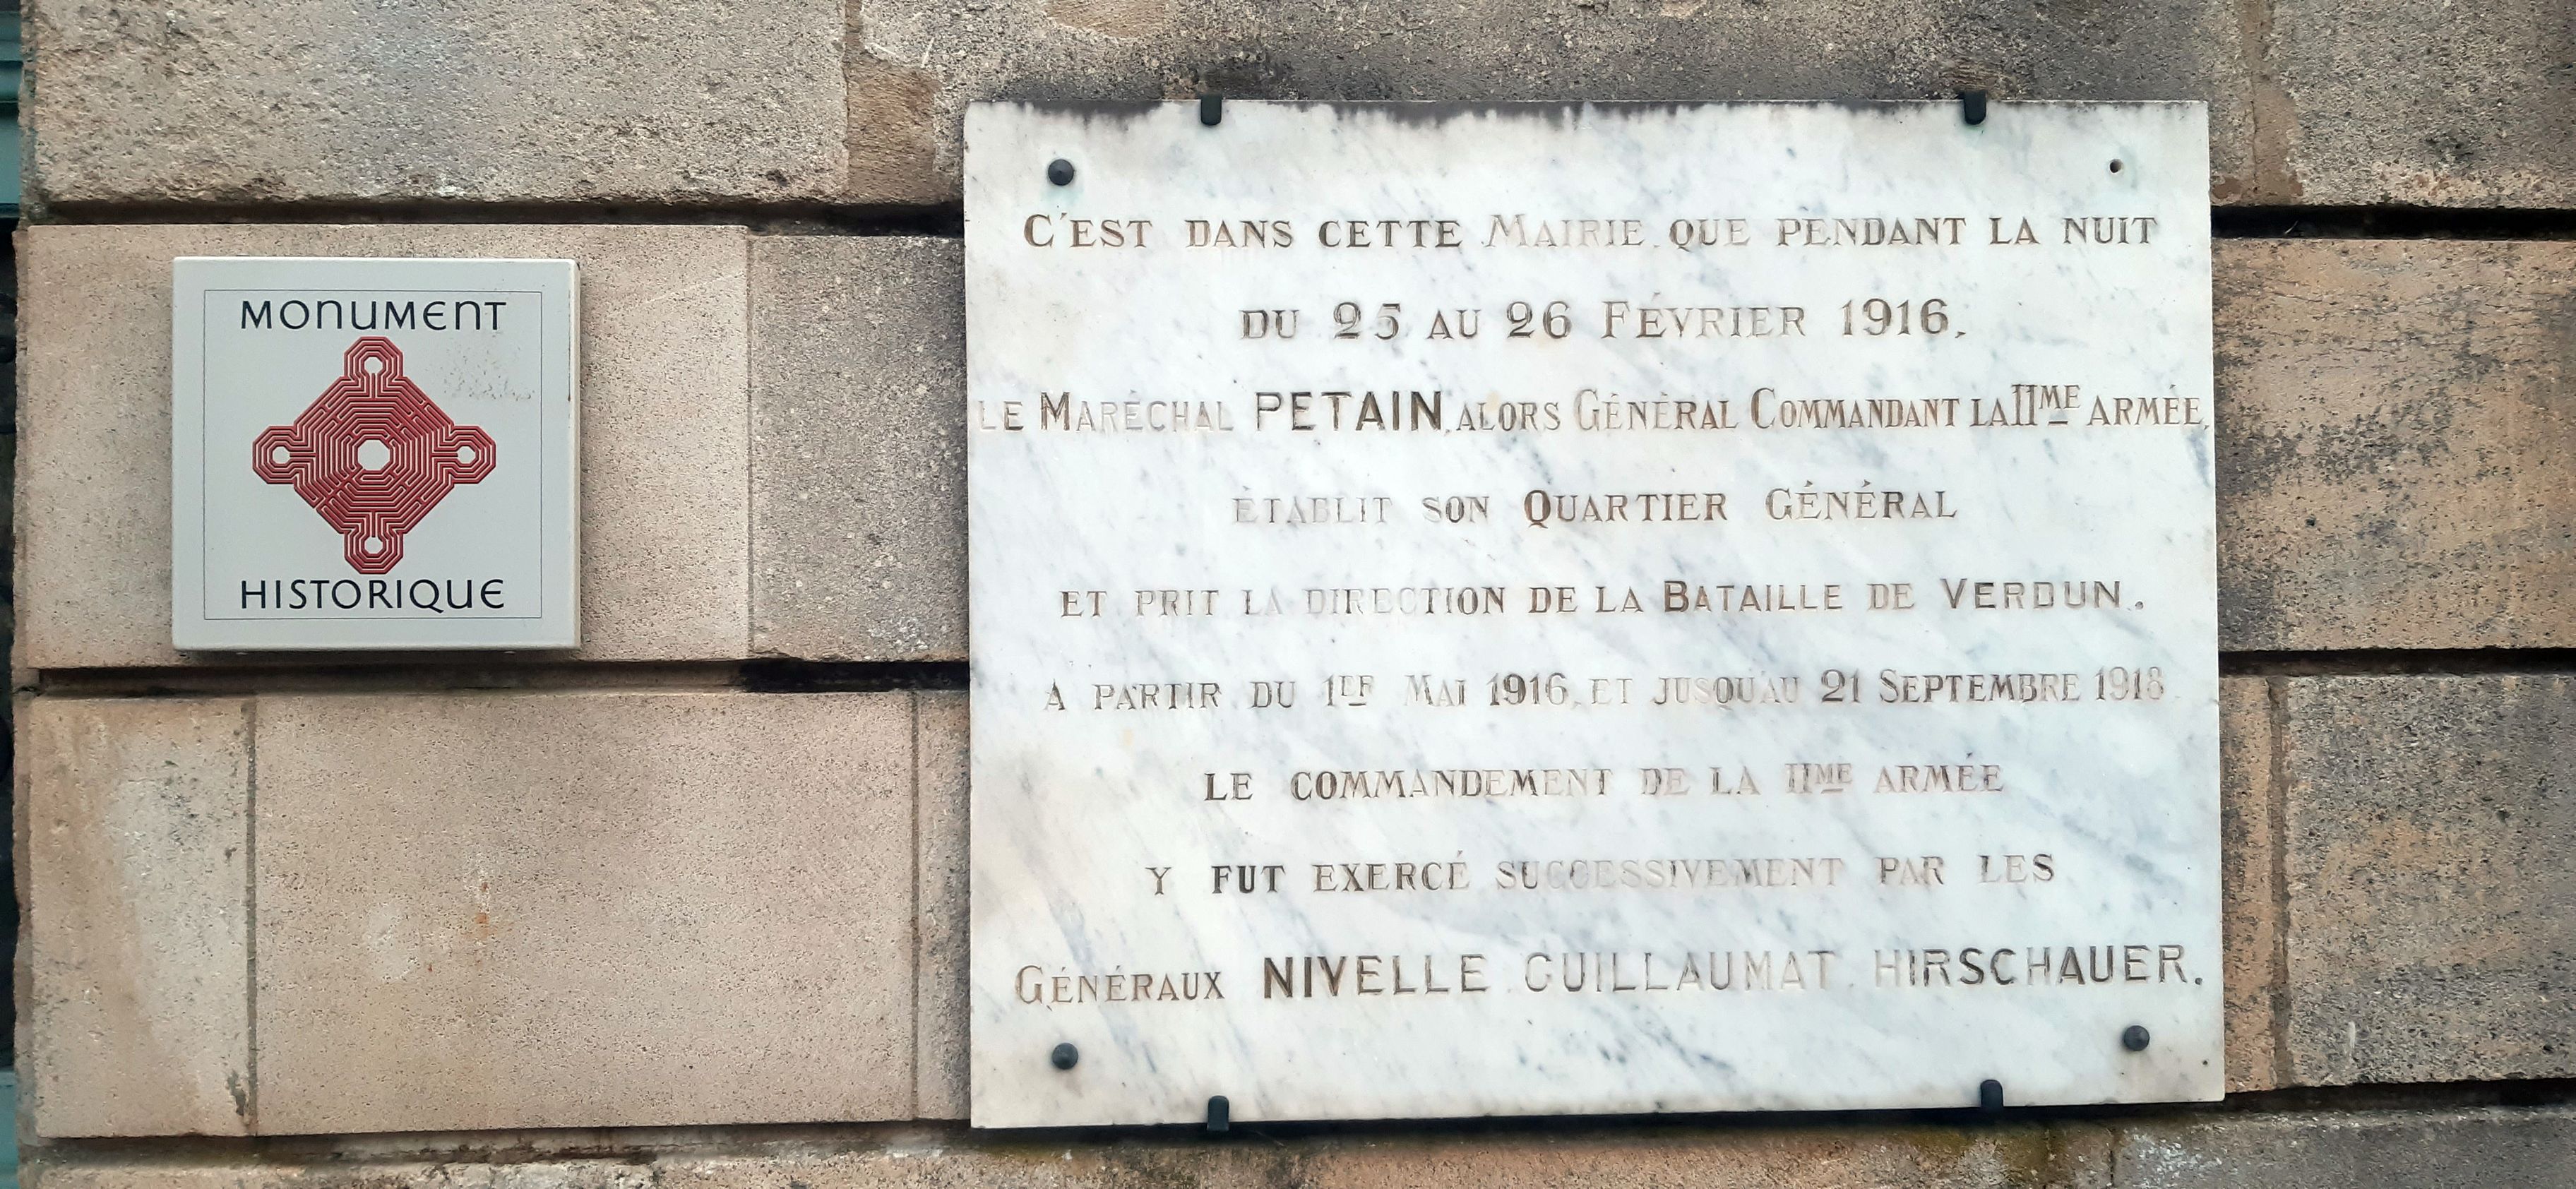 MONUMENT
HISTORIQUE
C'EST DANS CETTE MAIRIE QUE PENDANT LA NUIT
DU 25 AU 26 FÉVRIER 1916,
LE MARÉCHAL PETAIN, ALORS GÉNÉRAL COMMANDANT LA IIME ARMÉE,
ÉTABLIT SON QUARTIER GÉNÉRAL
ET PRIT LA DIRECTION DE LA BATAILLE DE VERDUN.
A PARTIR DU 1ER MAI 1916, ET JUSQU'AU 21 SEPTEMBRE 1918
LE COMMANDEMENT DE LA IIME ARMÉE
Y FUT EXERCÉ SUCCESSIVEMENT PAR LES
GÉNÉRAUX NIVELLE, GUILLAUMAT, HIRSCHAUER.